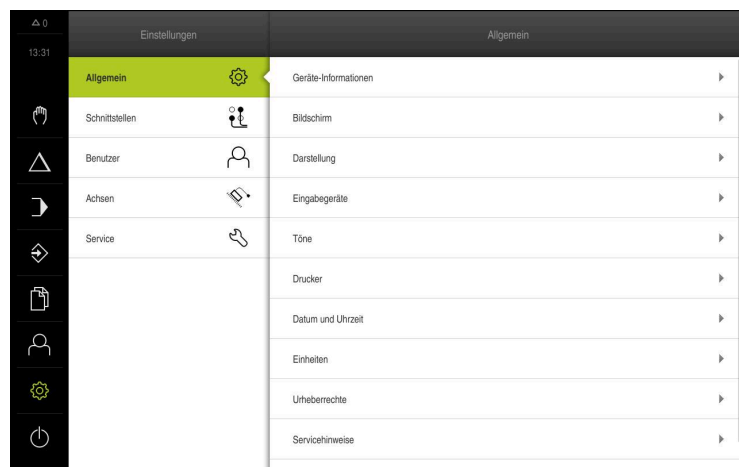 0
13:31
Einstellungen
Allgemein
Allgemein
Schnittstellen
Benutzer
Achsen
Service
Geräte-Informationen
Bildschirm
Darstellung
Eingabegeräte
Töne
Drucker
Datum und Uhrzeit
Einheiten
Urheberrechte
Servicehinweise